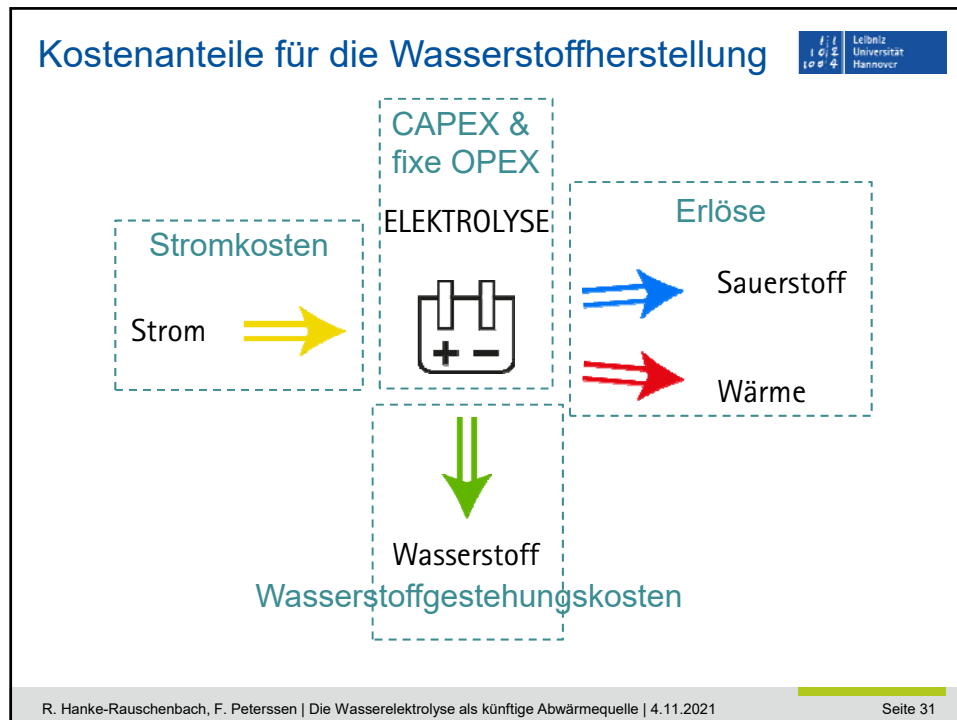 Kostenanteile für die Wasserstoffherstellung
Leibniz
Universität
Hannover
CAPEX &
fixe OPEX
ELEKTROLYSE
Stromkosten
Strom
+ −
Erlöse
Sauerstoff
Wärme
Wasserstoff
Wasserstoffgestehungskosten
R. Hanke-Rauschenbach, F. Peterssen | Die Wasserelektrolyse als künftige Abwärmequelle | 4.11.2021
Seite 31